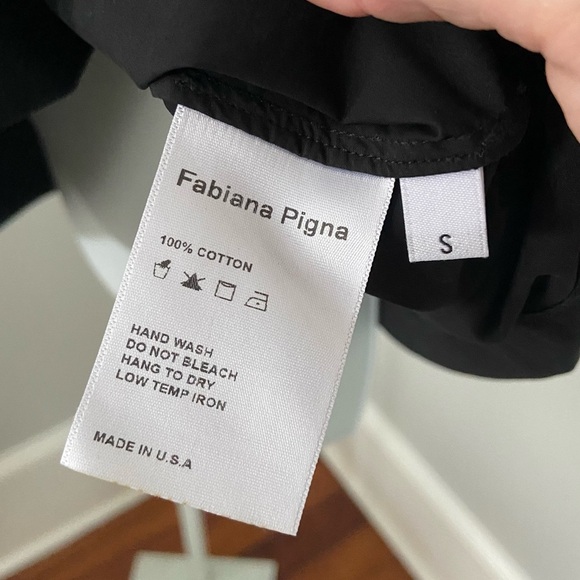 Fabiana Pigna
100% COTTON
HAND WASH
DO NOT BLEACH
HANG TO DRY
LOW TEMP IRON
MADE IN U.S.A
S